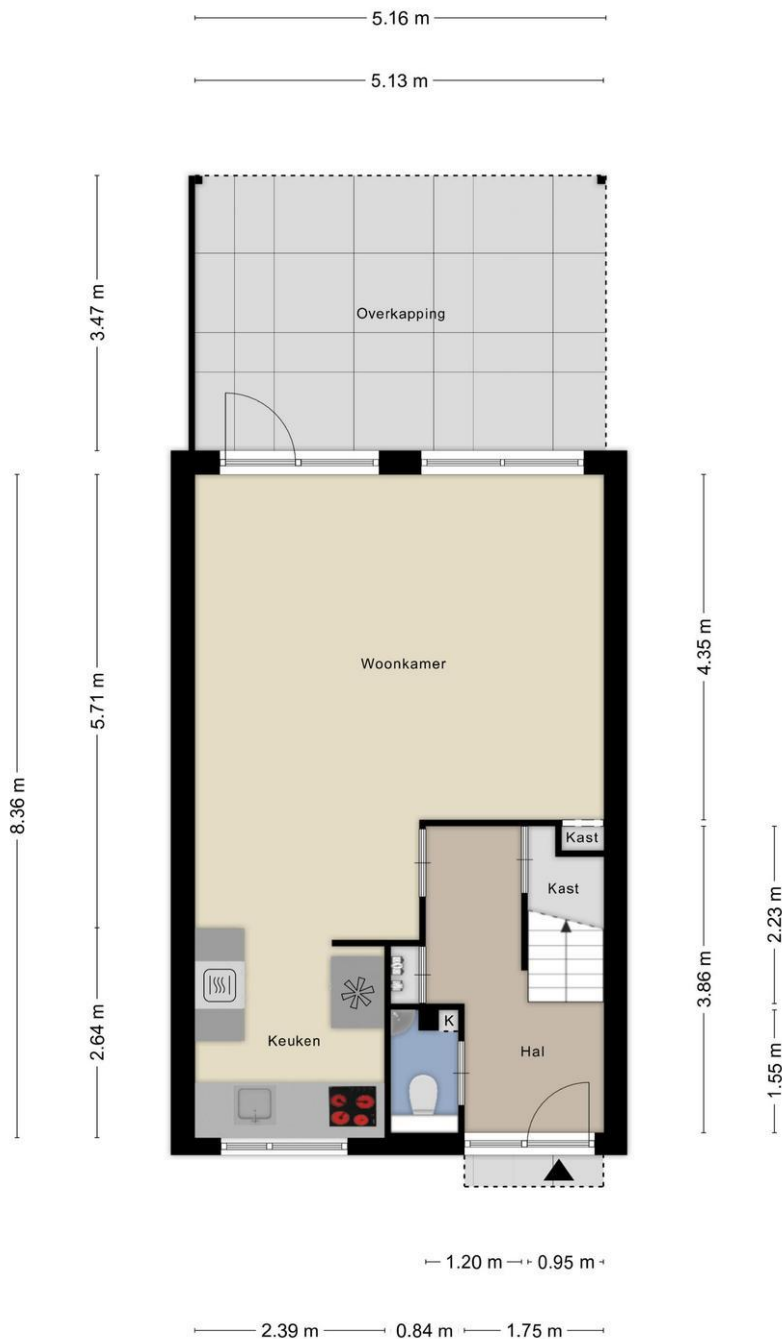 5.16 m
5.13 m
3.47 m
Overkapping
8.36 m
5.71 m
Woonkamer
4.35 m
Kast
Kast
2.23 m
3.86 m
2.64 m
Keuken
K
Hal
1.55 m
1.20 m 0.95 m
2.39 m 0.84 m 1.75 m